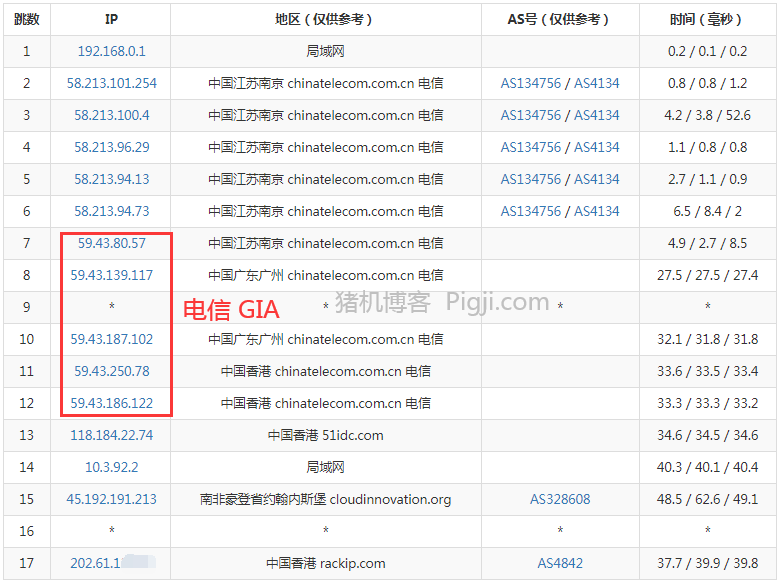 跳数 IP 地区（仅供参考） AS号（仅供参考） 时间（毫秒）
1 192.168.0.1 局域网 0.2 / 0.1 / 0.2
2 58.213.101.254 中国江苏南京 chinatelecom.com.cn 电信 AS134756 / AS4134 0.8 / 0.8 / 1.2
3 58.213.100.4 中国江苏南京 chinatelecom.com.cn 电信 AS134756 / AS4134 4.2 / 3.8 / 52.6
4 58.213.96.29 中国江苏南京 chinatelecom.com.cn 电信 AS134756 / AS4134 1.1 / 0.8 / 0.8
5 58.213.94.13 中国江苏南京 chinatelecom.com.cn 电信 AS134756 / AS4134 2.7 / 1.1 / 0.9
6 58.213.94.73 中国江苏南京 chinatelecom.com.cn 电信 AS134756 / AS4134 6.5 / 8.4 / 2
7 59.43.80.57 中国江苏南京 chinatelecom.com.cn 电信 4.9 / 2.7 / 8.5
8 59.43.139.117 中国广东广州 chinatelecom.com.cn 电信 27.5 / 27.5 / 27.4
9 * 电信 GIA * 猪机博客 Pigji.com * *
10 59.43.187.102 中国广东广州 chinatelecom.com.cn 电信 32.1 / 31.8 / 31.8
11 59.43.250.78 中国香港 chinatelecom.com.cn 电信 33.6 / 33.5 / 33.4
12 59.43.186.122 中国香港 chinatelecom.com.cn 电信 33.3 / 33.3 / 33.2
13 118.184.22.74 中国香港 51idc.com 34.6 / 34.5 / 34.6
14 10.3.92.2 局域网 40.3 / 40.1 / 40.4
15 45.192.191.213 南非豪登省约翰内斯堡 cloudinnovation.org AS328608 48.5 / 62.6 / 49.1
16 * * * *
17 202.61.1 中国香港 rackip.com AS4842 37.7 / 39.9 / 39.8